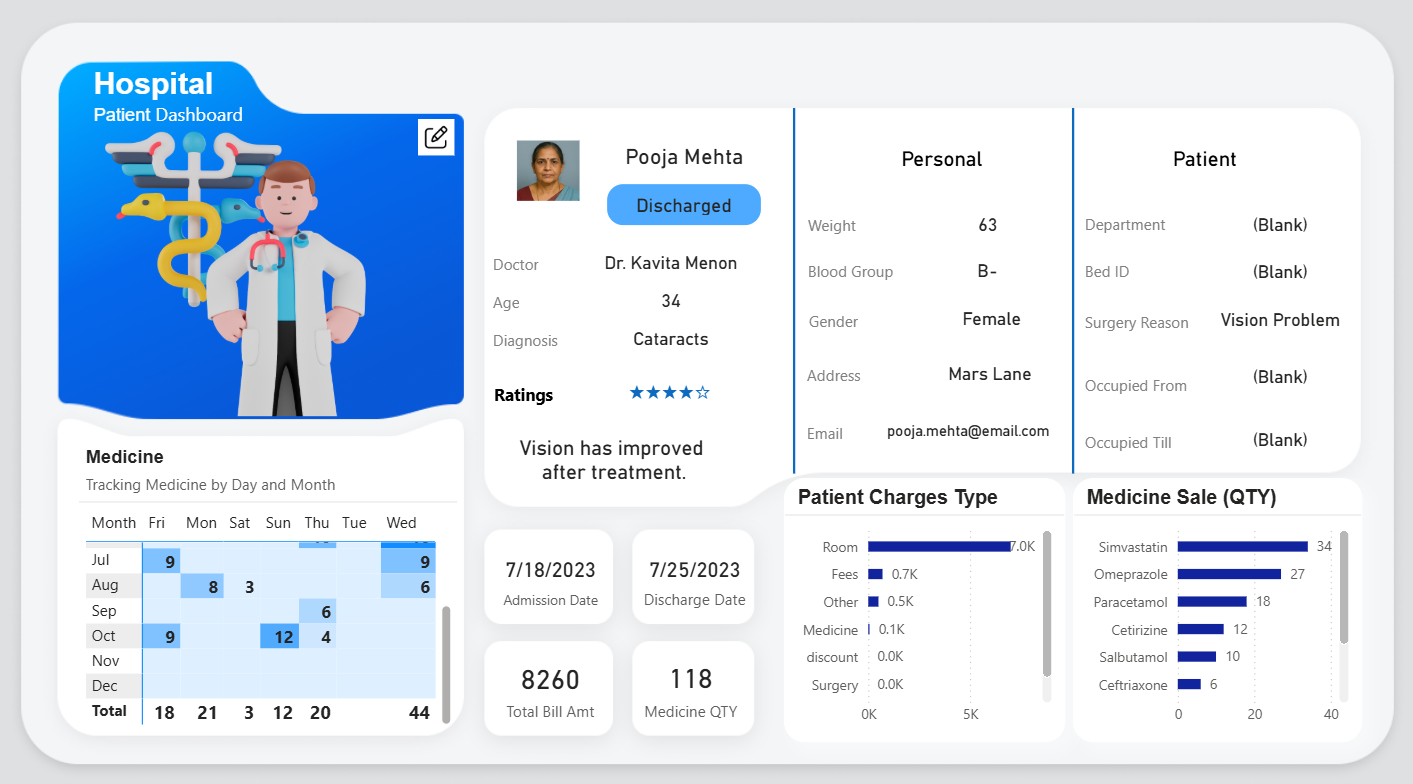 Hospital
Patient Dashboard
Pooja Mehta
Discharged
Doctor Dr. Kavita Menon
Age 34
Diagnosis Cataracts
Ratings ★★★★☆
Vision has improved
after treatment.
Personal
Weight 63
Blood Group B-
Gender Female
Address Mars Lane
Email pooja.mehta@email.com
Patient
Department (Blank)
Bed ID (Blank)
Surgery Reason Vision Problem
Occupied From (Blank)
Occupied Till (Blank)
Medicine
Tracking Medicine by Day and Month
Month Fri Mon Sat Sun Thu Tue Wed
Jul 9 9
Aug 8 3 6
Sep 6
Oct 9 12 4
Nov
Dec
Total 18 21 3 12 20 44
7/18/2023
Admission Date
7/25/2023
Discharge Date
8260
Total Bill Amt
118
Medicine QTY
Patient Charges Type
Room 7.0K
Fees 0.7K
Other 0.5K
Medicine 0.1K
discount 0.0K
Surgery 0.0K
0K 5K
Medicine Sale (QTY)
Simvastatin 34
Omeprazole 27
Paracetamol 18
Cetirizine 12
Salbutamol 10
Ceftriaxone 6
0 20 40